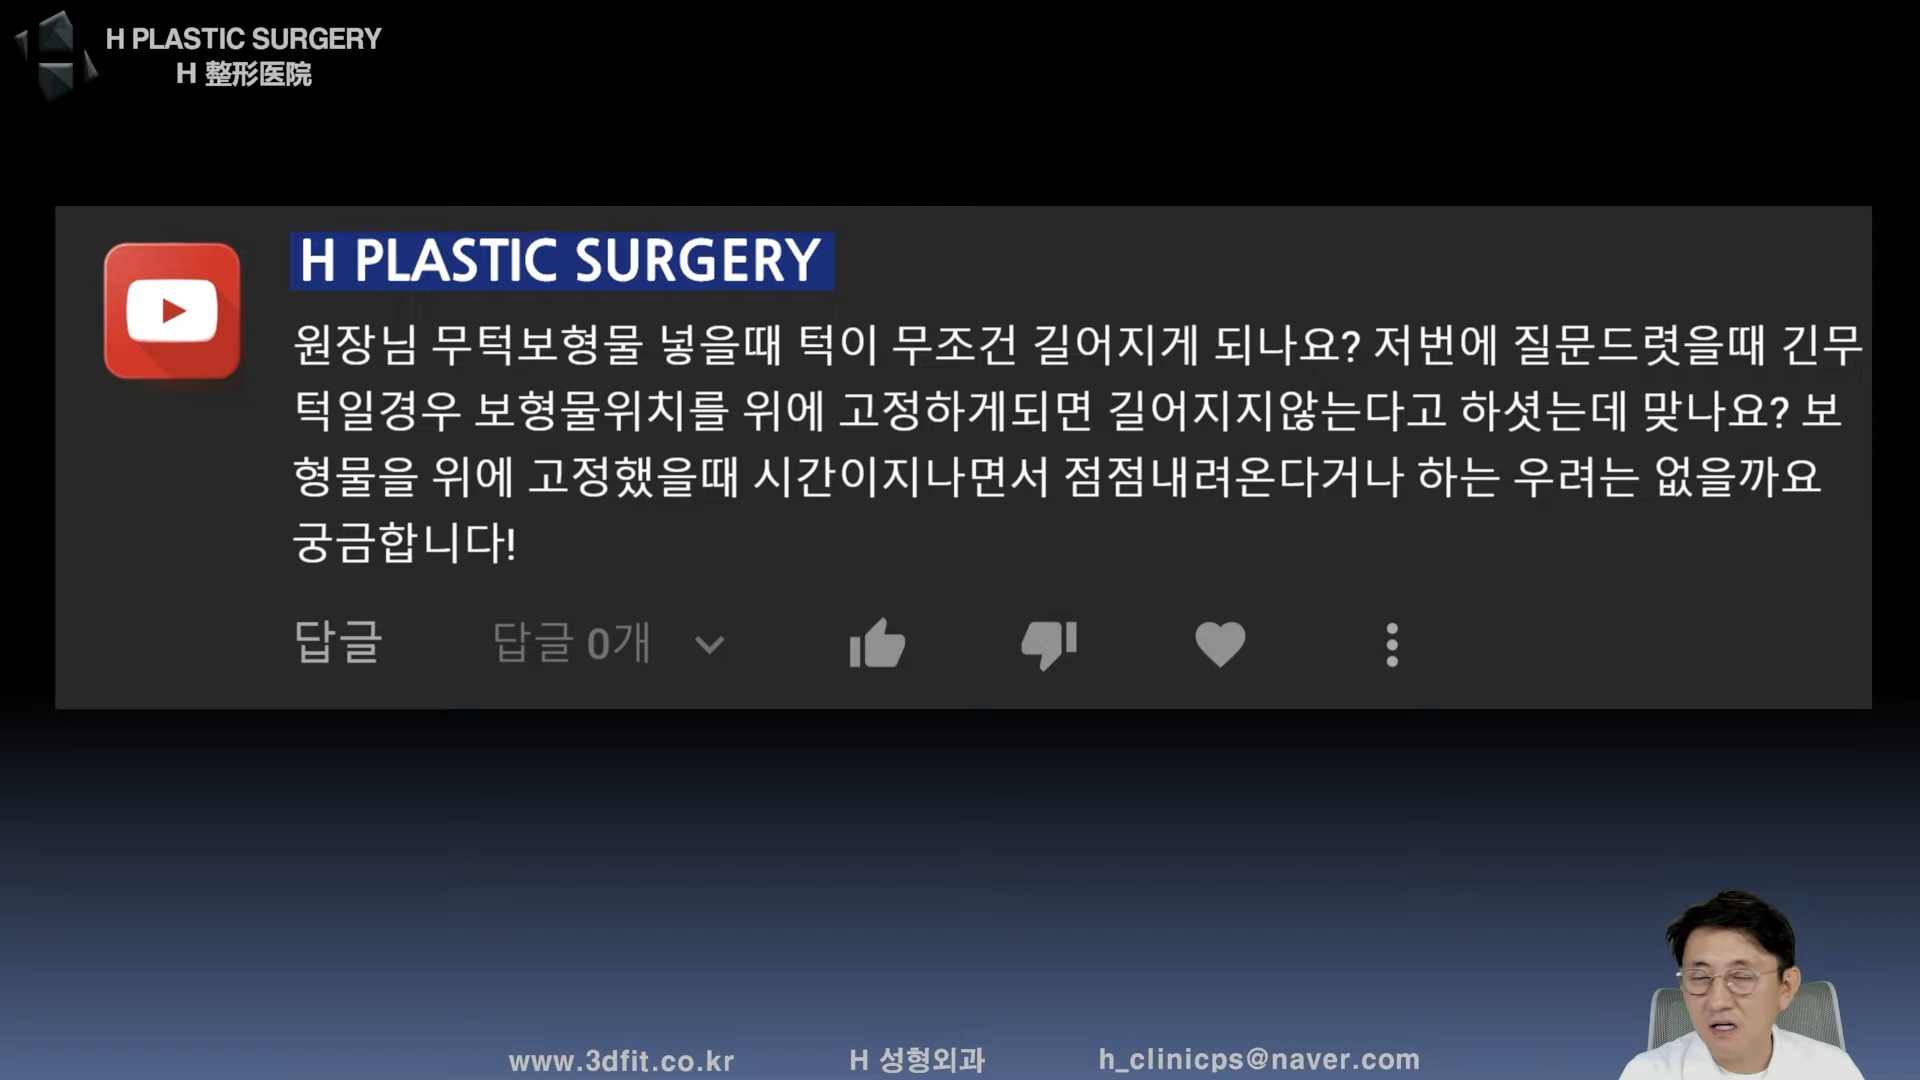 H PLASTIC SURGERY
H 整形医院
H PLASTIC SURGERY
원장님 무턱보형물 넣을때 턱이 무조건 길어지게 되나요? 저번에 질문드렷을때 긴무
턱일경우 보형물위치를 위에 고정하게되면 길어지지않는다고 하셧는데 맞나요? 보
형물을 위에 고정했을때 시간이지나면서 점점내려온다거나 하는 우려는 없을까요
궁금합니다!
답글 답글 0개
www.3dfit.co.kr H 성형외과 h_clinicps@naver.com